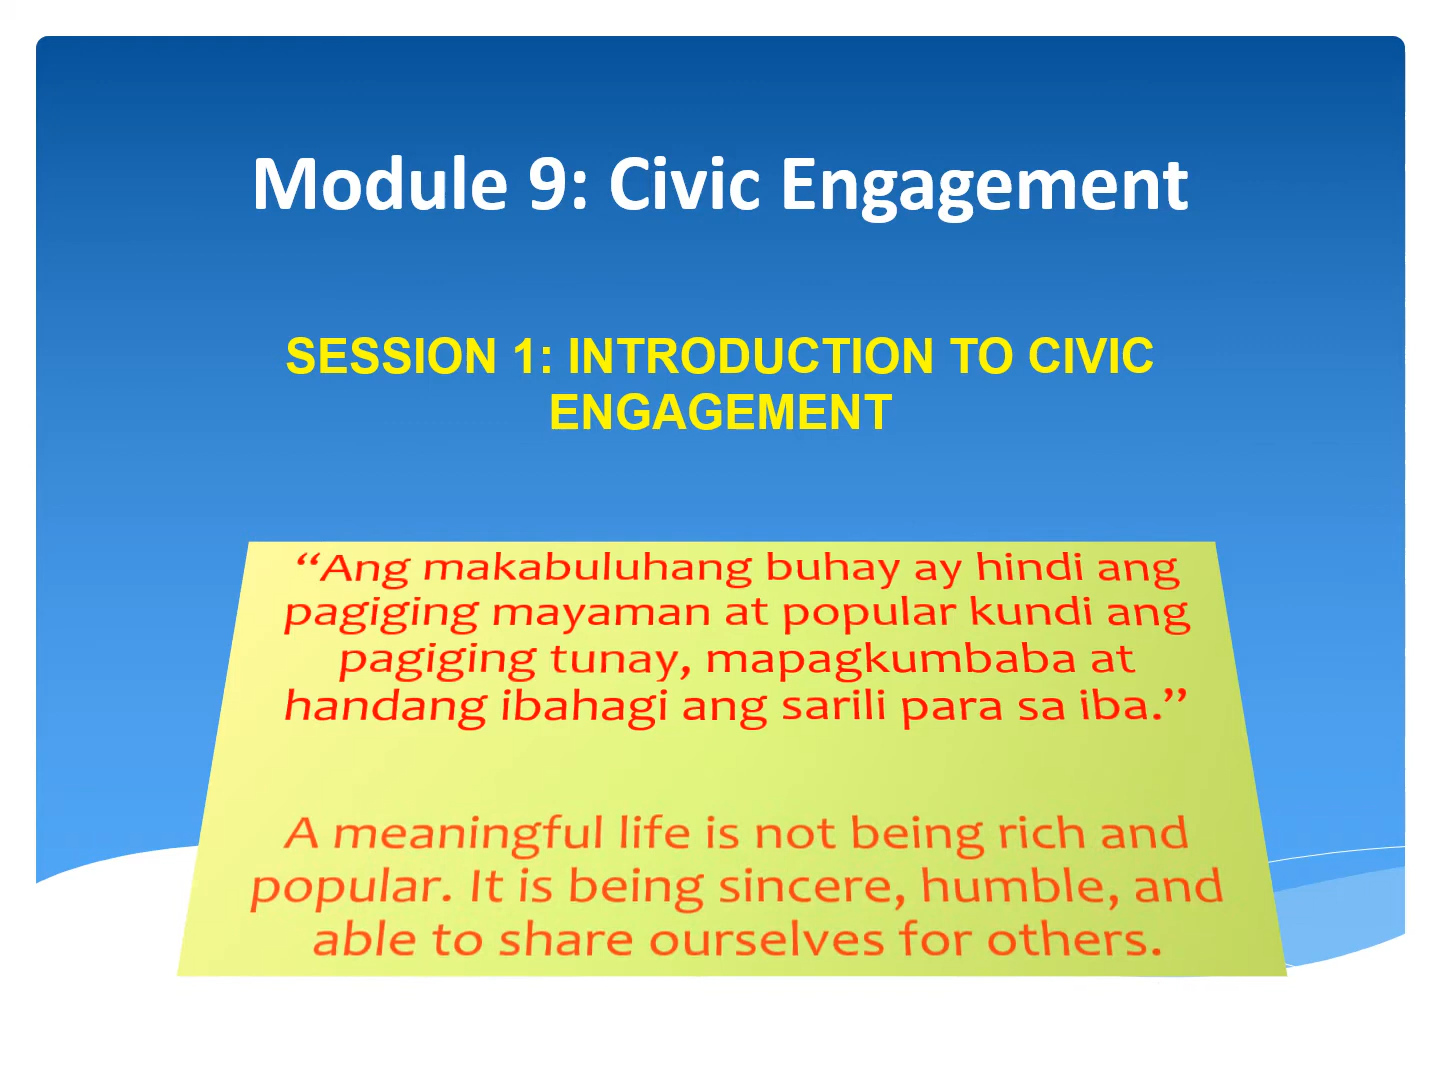 Module 9: Civic Engagement
SESSION 1: INTRODUCTION TO CIVIC
ENGAGEMENT
“Ang makabuluhang buhay ay hindi ang
pagiging mayaman at popular kundi ang
pagiging tunay, mapagkumbaba at
handang ibahagi ang sarili para sa iba.”
A meaningful life is not being rich and
popular. It is being sincere, humble, and
able to share ourselves for others.